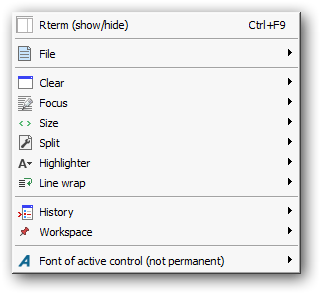 Rterm (show/hide) Ctrl+F9
File
Clear
Focus
Size
Split
Highlighter
Line wrap
History
Workspace
Font of active control (not permanent)